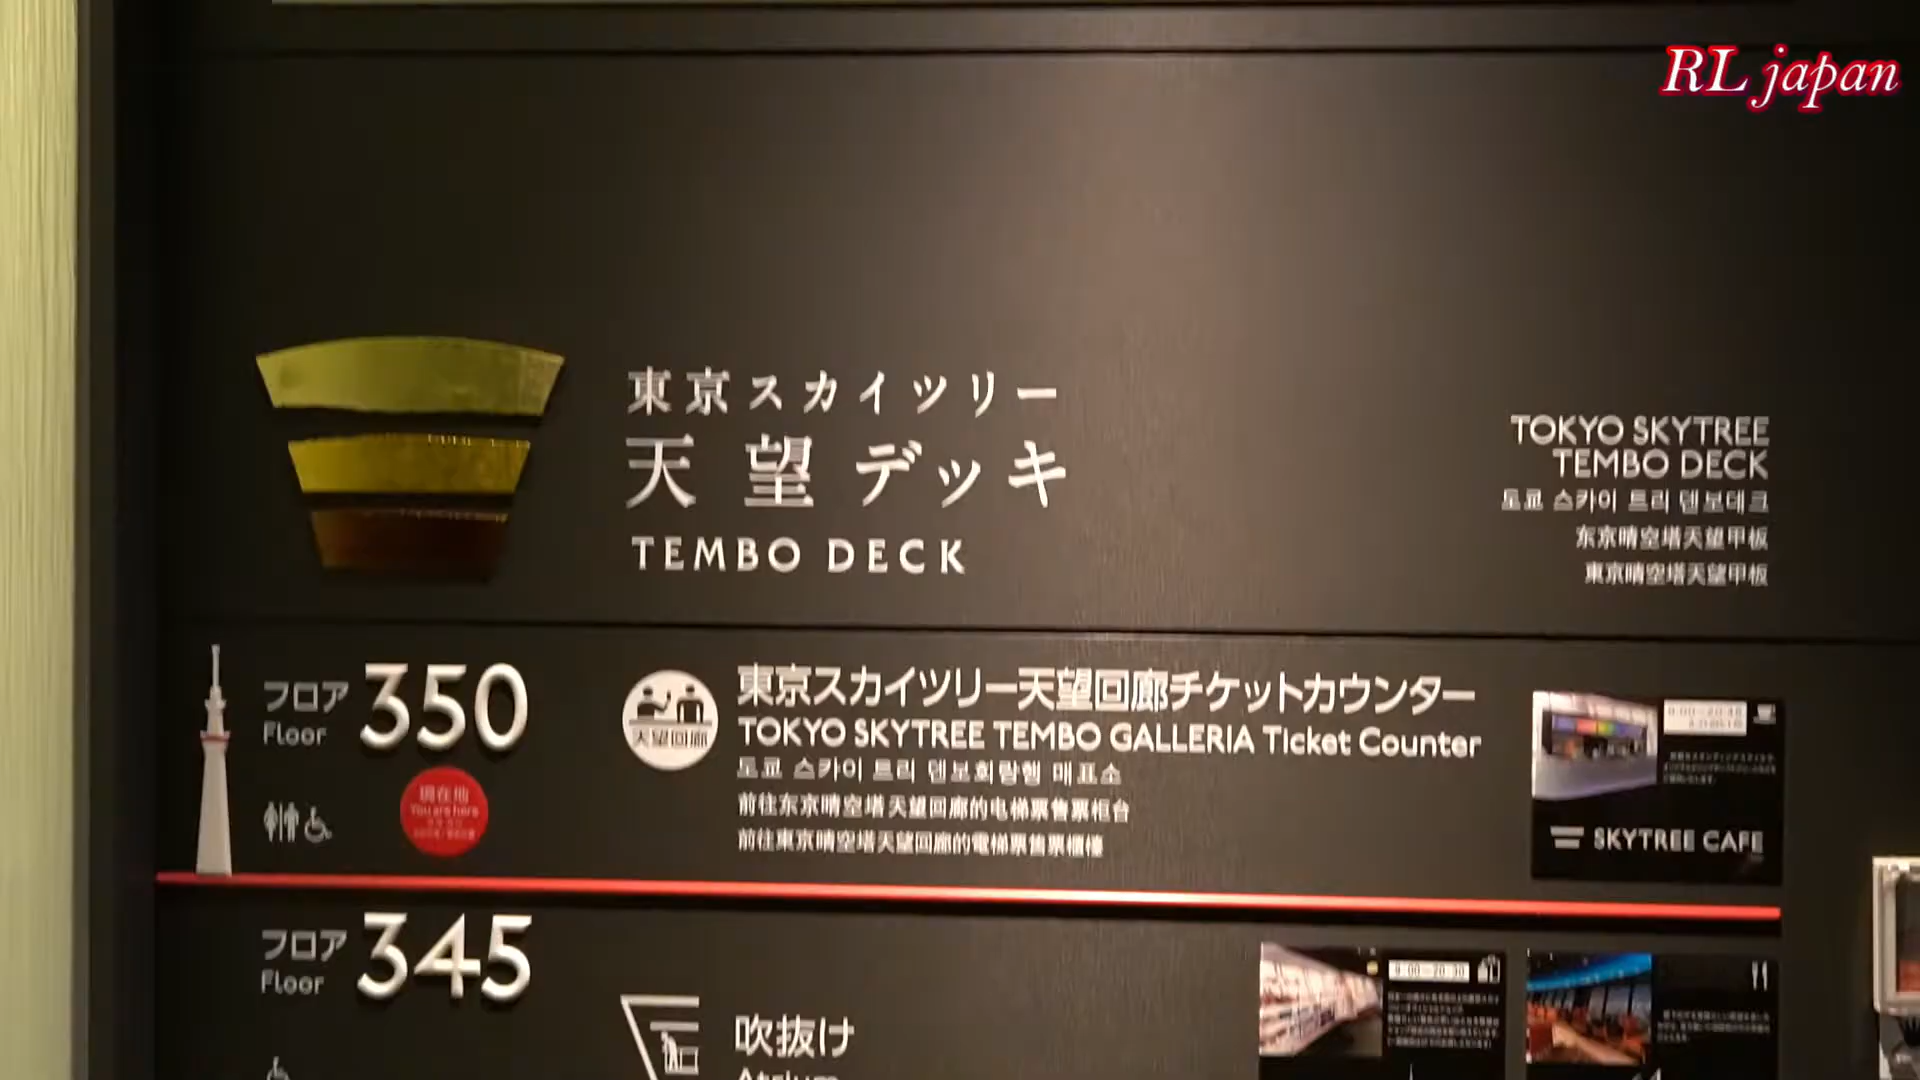 RL japan
東京スカイツリー
天望デッキ
TEMBO DECK
TOKYO SKYTREE
TEMBO DECK
도쿄 스카이 트리 덴보데크
东京晴空塔天望甲板
東京晴空塔天望甲板
フロア 350
Floor
現在地
You are here
天望回廊
東京スカイツリー天望回廊チケットカウンター
TOKYO SKYTREE TEMBO GALLERIA Ticket Counter
도쿄 스카이 트리 덴보회랑행 매표소
前往东京晴空塔天望回廊的电梯票售票柜台
前往東京晴空塔天望回廊的電梯票售票櫃檯
SKYTREE CAFE
フロア 345
Floor
吹抜け
Atrium